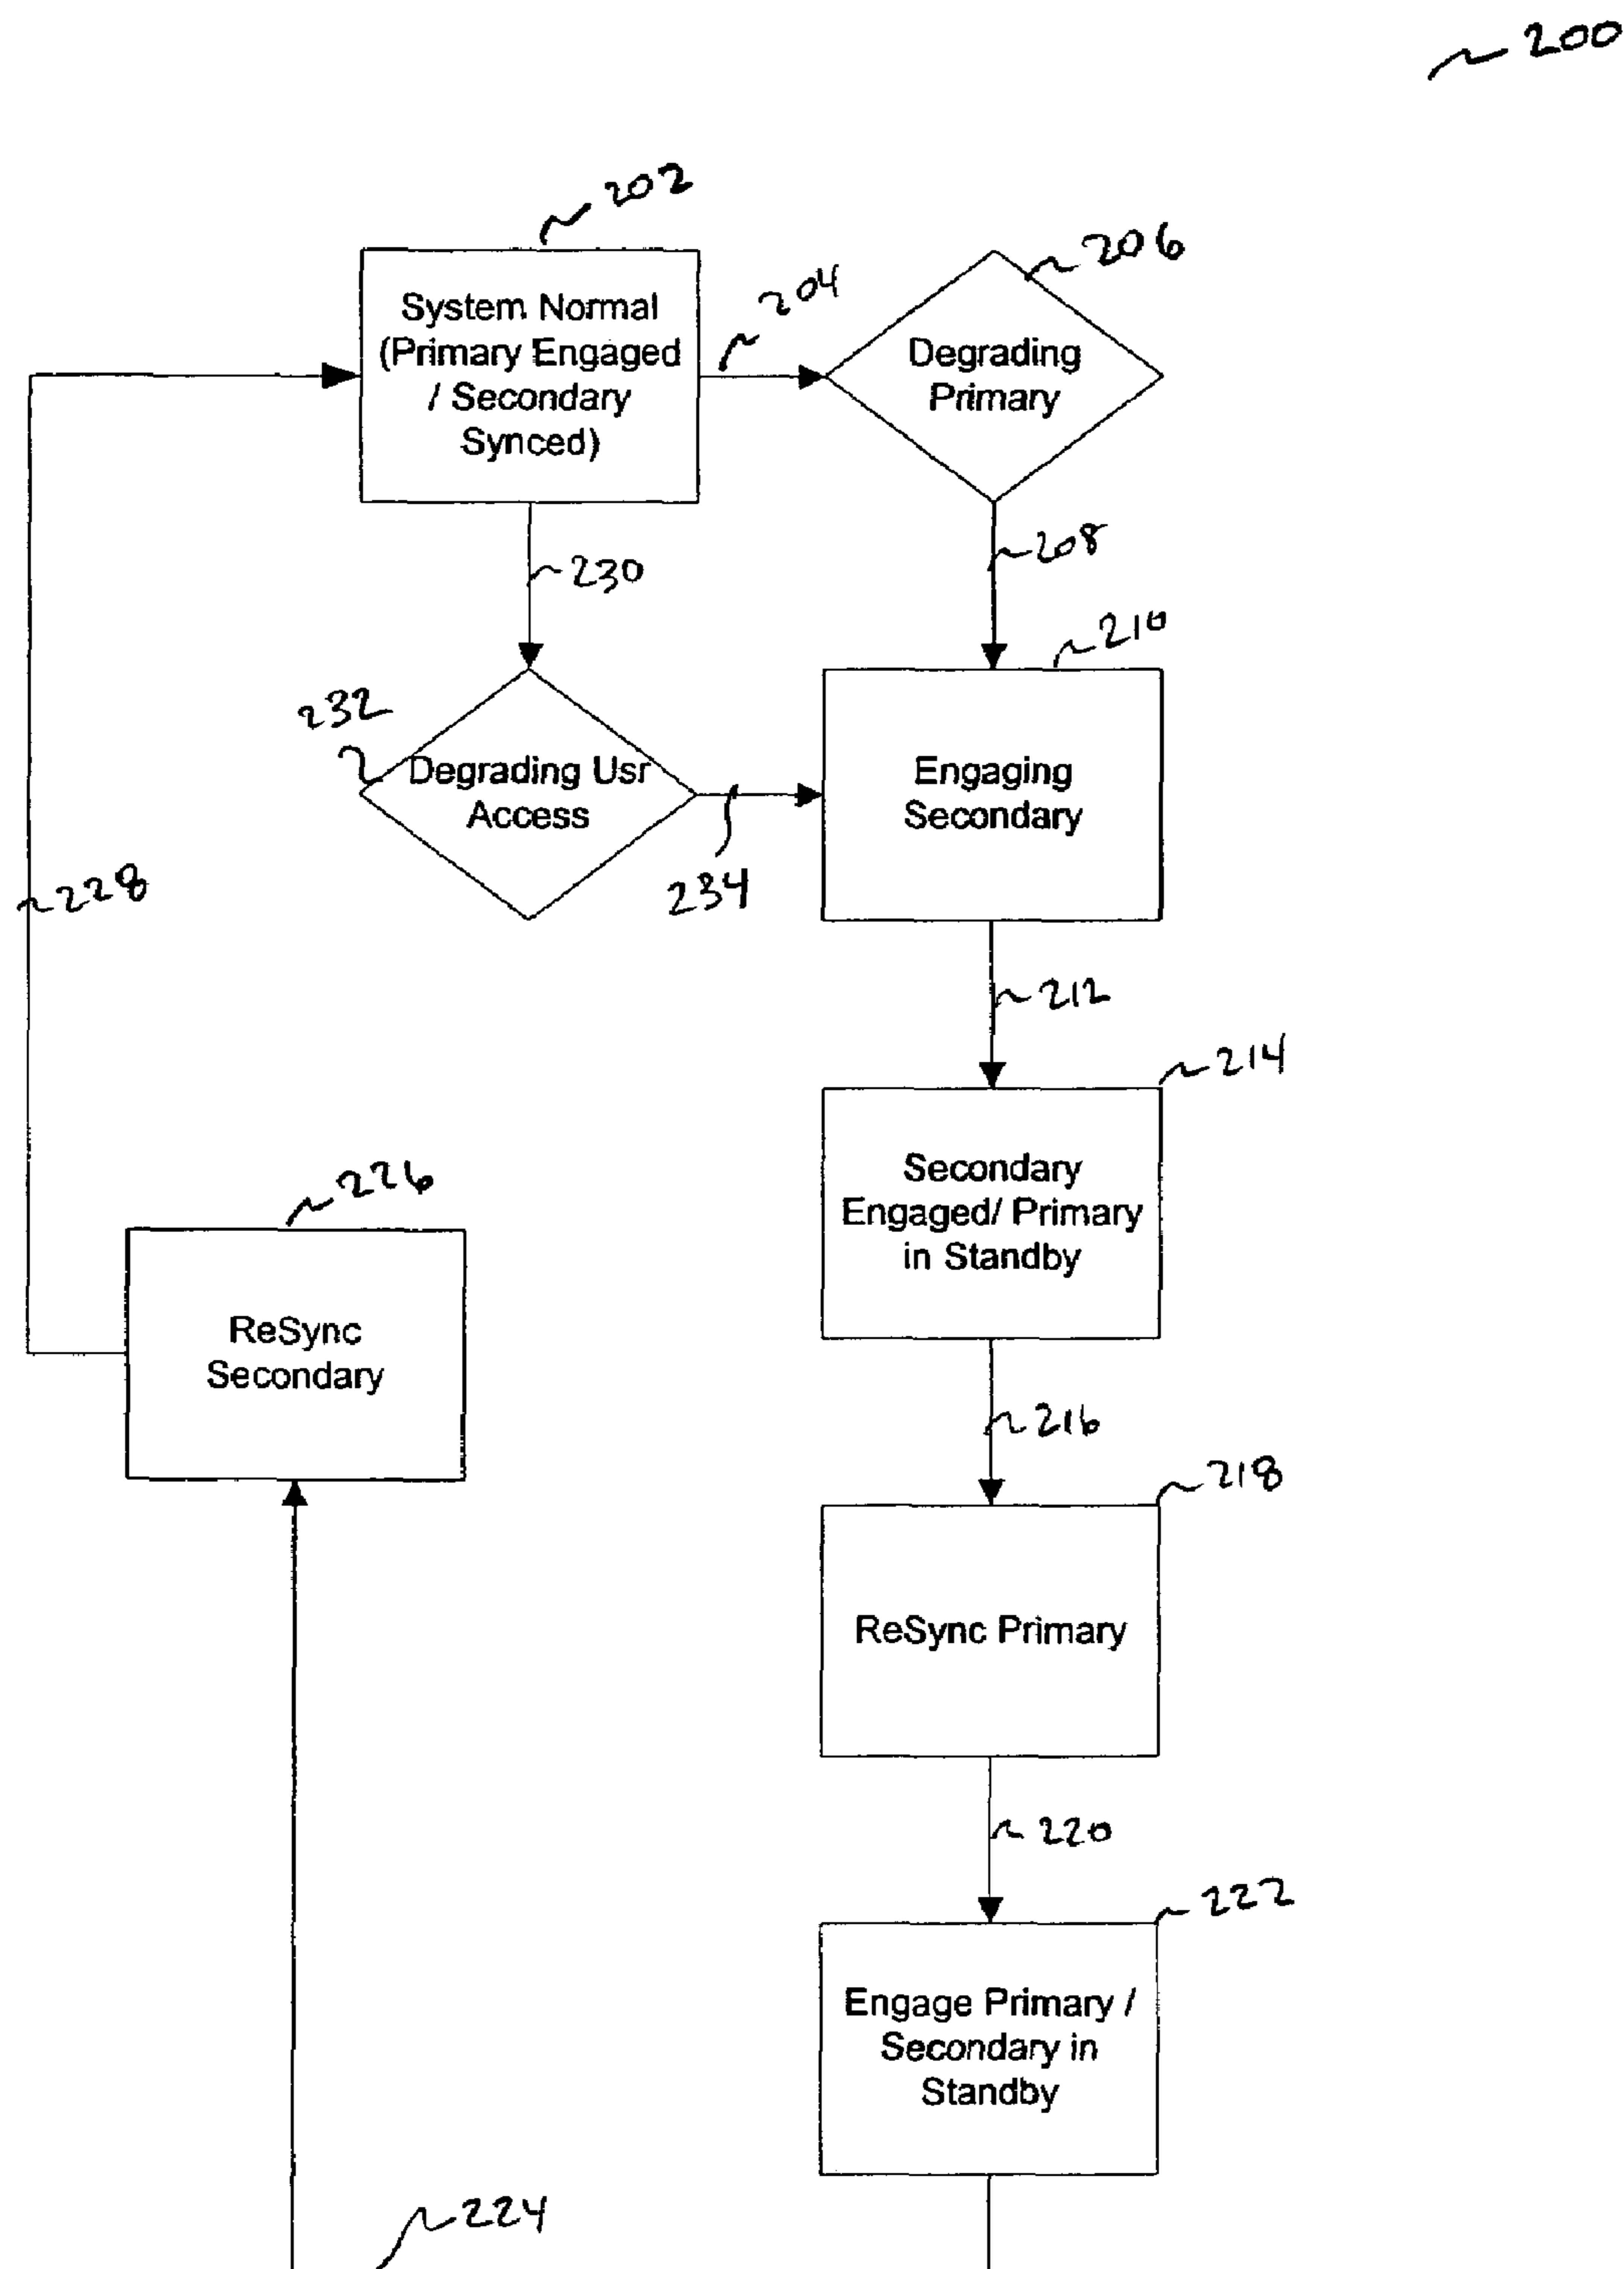 200
202
System Normal
(Primary Engaged
/ Secondary
Synced)
204
206
Degrading
Primary
230
208
210
232
Degrading Usr
Access
234
Engaging
Secondary
228
212
214
Secondary
Engaged/ Primary
in Standby
226
ReSync
Secondary
216
218
ReSync Primary
220
222
Engage Primary /
Secondary in
Standby
224